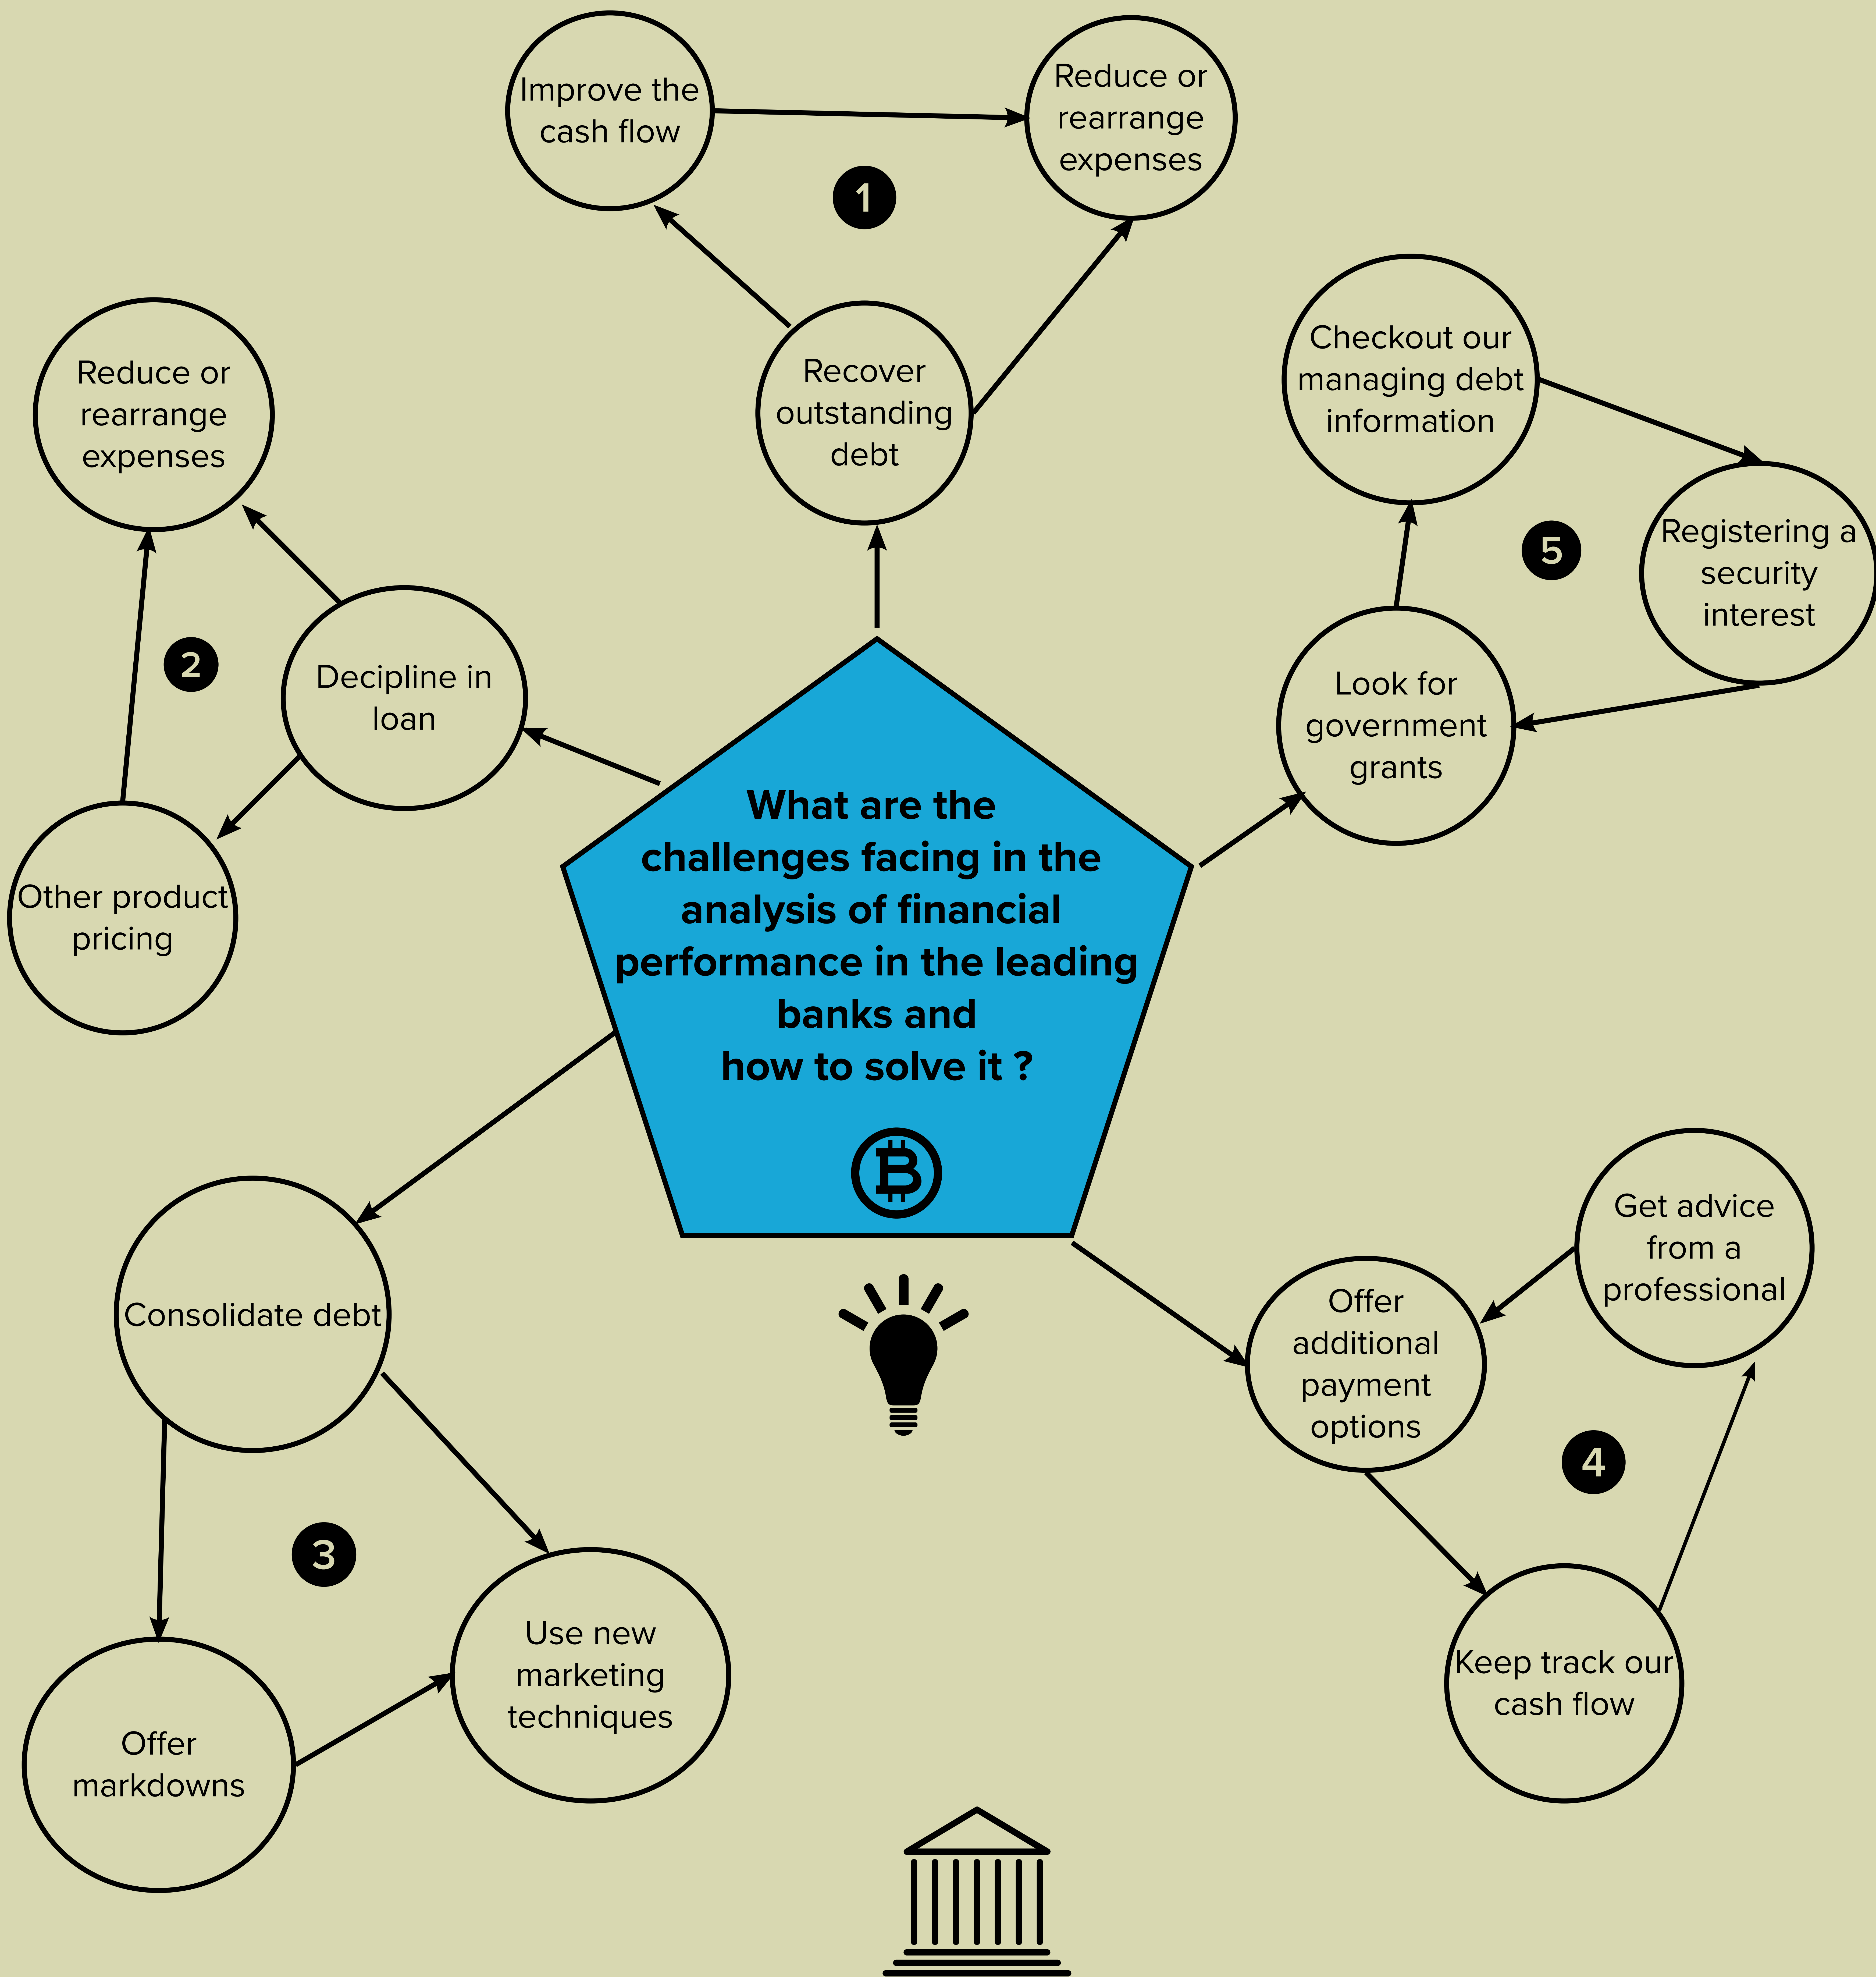 Improve the
cash flow
Reduce or
rearrange
expenses
1
Recover
outstanding
debt
Reduce or
rearrange
expenses
2
Decipline in
loan
Other product
pricing
Checkout our
managing debt
information
5
Registering a
security
interest
Look for
government
grants
What are the
challenges facing in the
analysis of financial
performance in the leading
banks and
how to solve it ?
Consolidate debt
3
Use new
marketing
techniques
Offer
markdowns
Get advice
from a
professional
Offer
additional
payment
options
4
Keep track our
cash flow